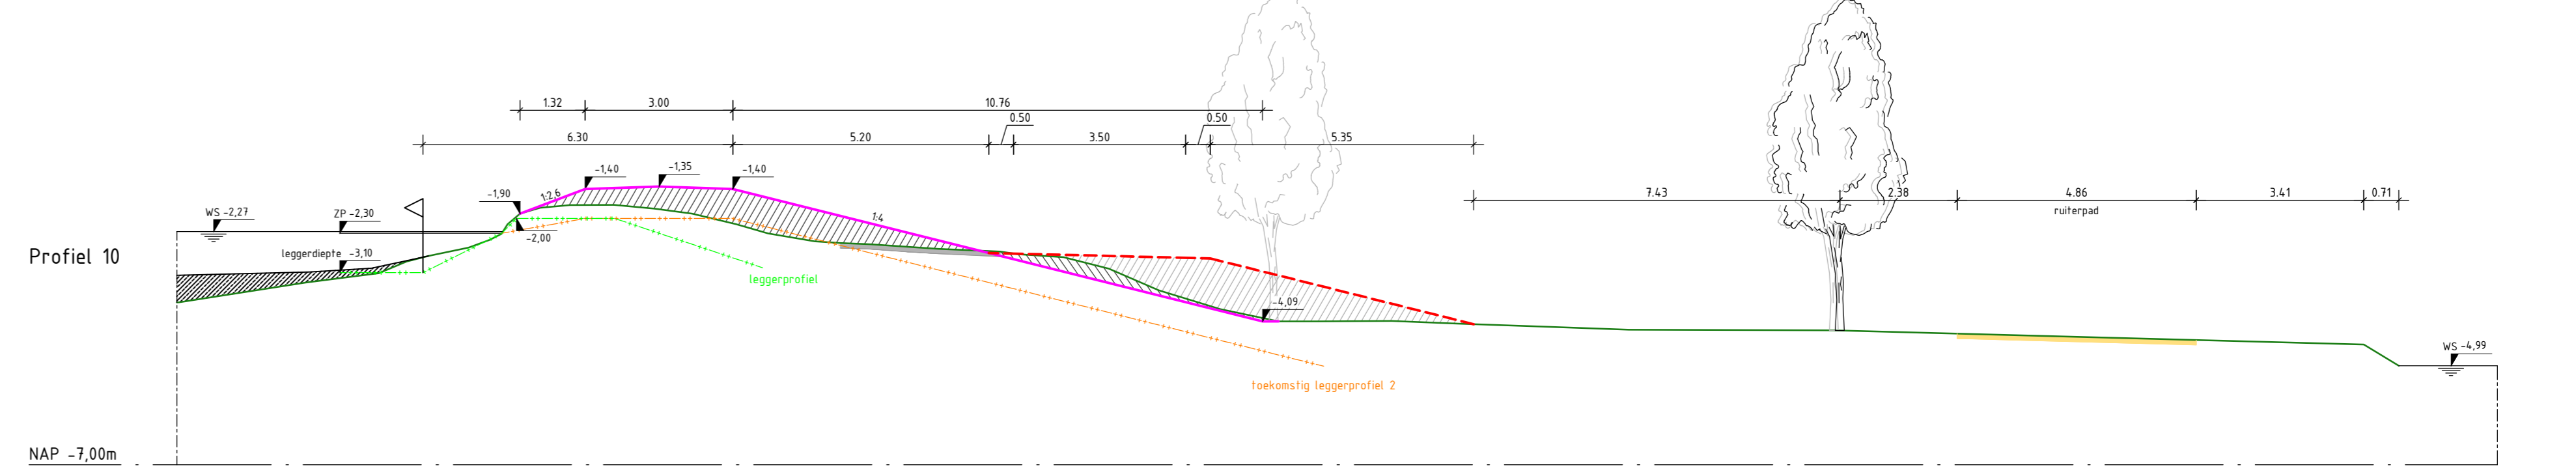 1.32 3.00 10.76
0.50 0.50
6.30 5.20 3.50 5.35
-1,40 -1,35 -1,40
-1,90 1:2,6
7.43 2.38 4.86 3.41 0.71
ruiterpad
WS -2,27 ZP -2,30
1:4
-2,00
leggerdiepte -3,10
Profiel 10
leggerprofiel
-4,09
WS -4,99
toekomstig leggerprofiel 2
NAP -7,00m